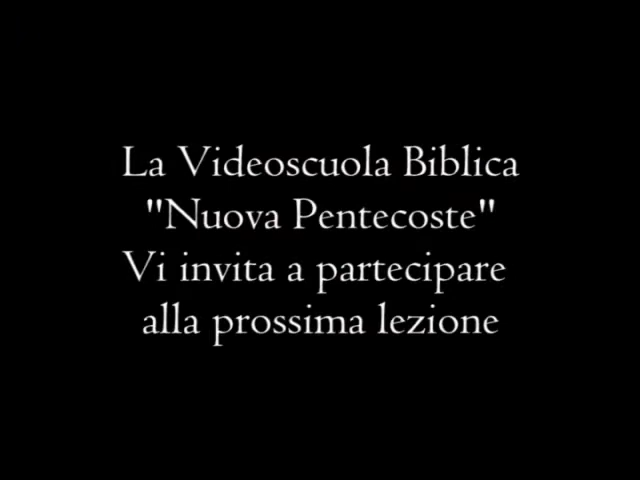 La Videoscuola Biblica
"Nuova Pentecoste"
Vi invita a partecipare
alla prossima lezione